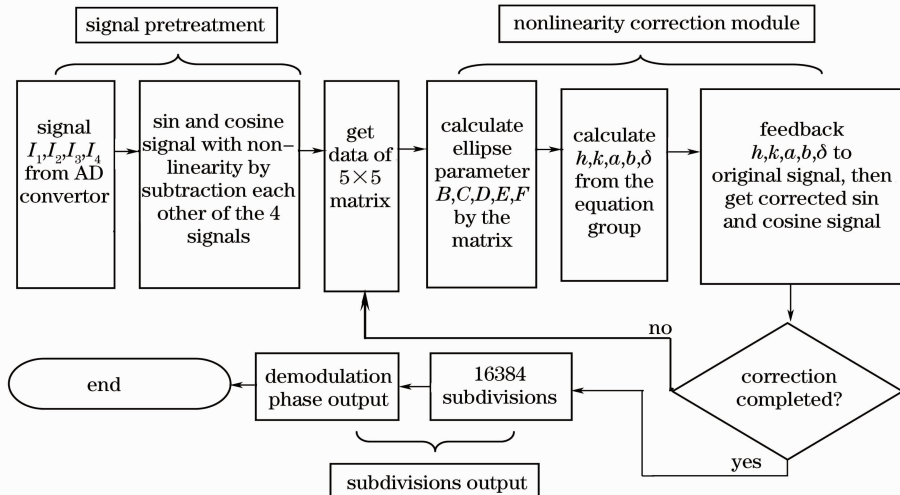 signal pretreatment
nonlinearity correction module
signal
I₁,I₂,I₃,I₄
from AD
convertor
sin and cosine
signal with non–
linearity by
subtraction each
other of the 4
signals
get
data of
5×5
matrix
calculate
ellipse
parameter
B,C,D,E,F
by the
matrix
calculate
h,k,a,b,δ
from the
equation
group
feedback
h,k,a,b,δ to
original signal, then
get corrected sin
and cosine signal
no
correction
completed?
yes
16384
subdivisions
demodulation
phase output
end
subdivisions output